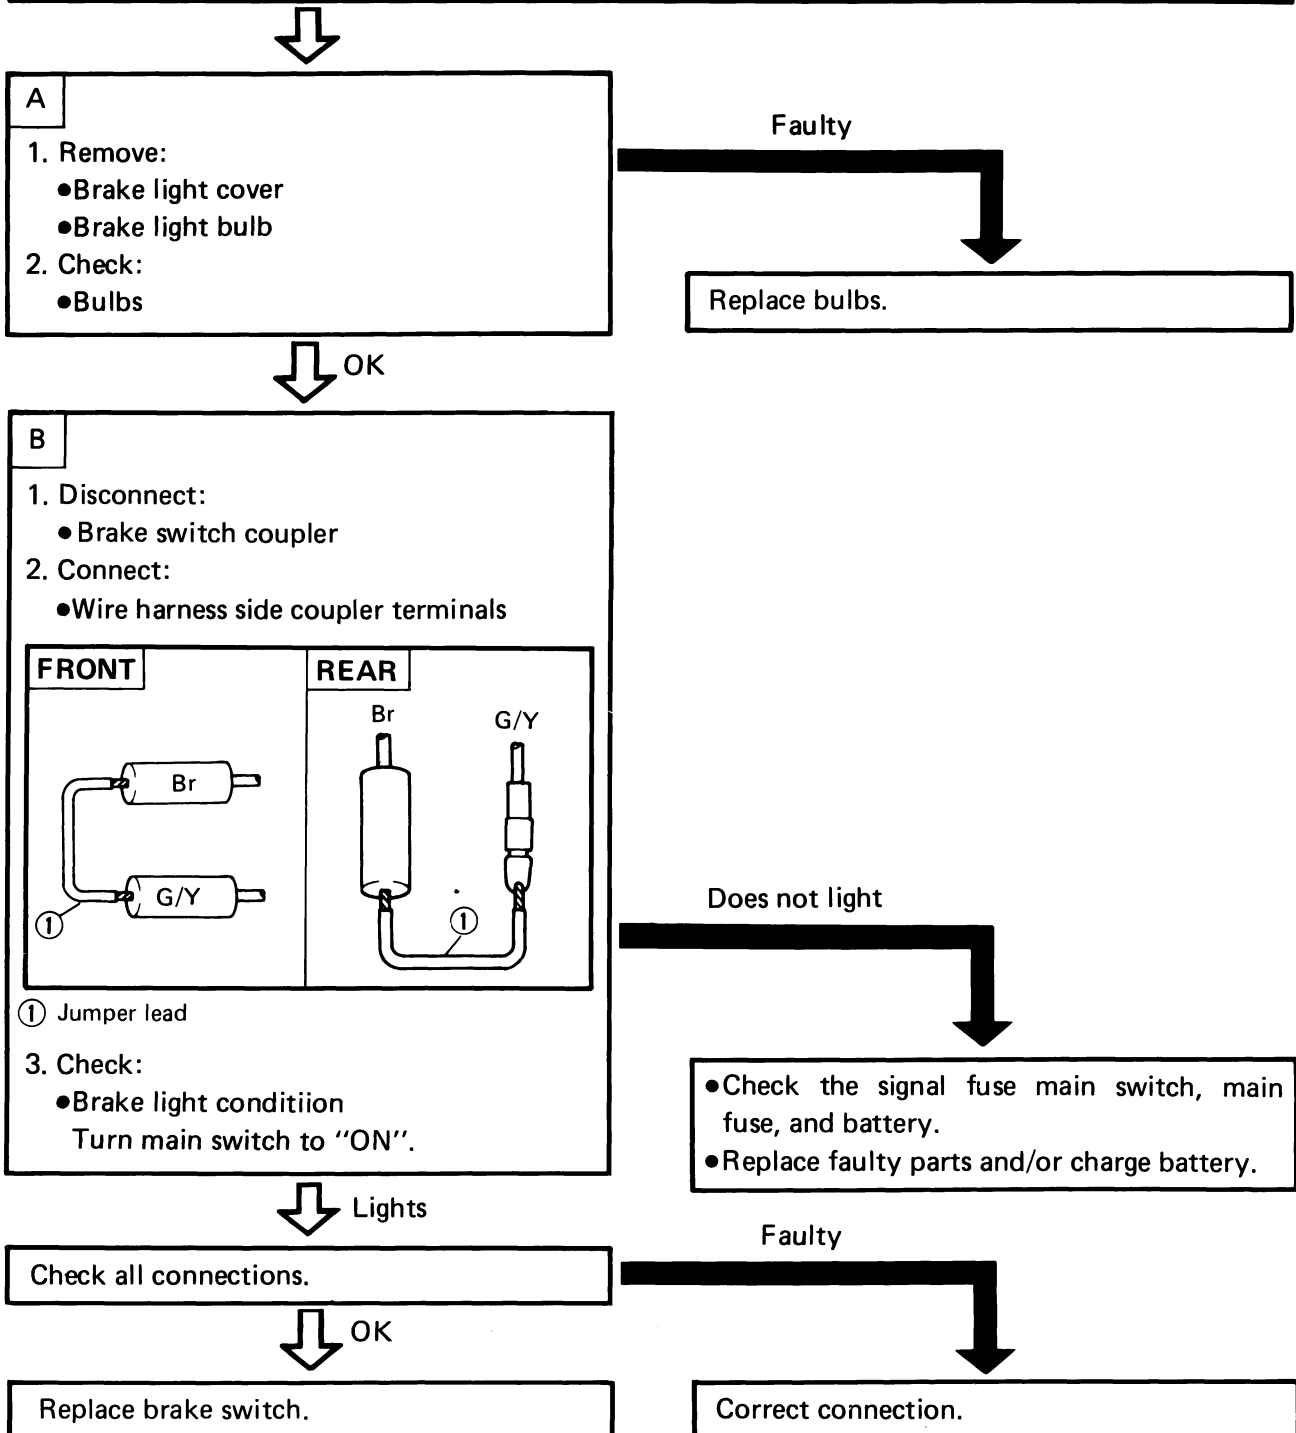 A
1. Remove:
●Brake light cover
●Brake light bulb
2. Check:
●Bulbs
Faulty
Replace bulbs.
OK
B
1. Disconnect:
● Brake switch coupler
2. Connect:
●Wire harness side coupler terminals
FRONT
Br
G/Y
①
REAR
Br
G/Y
①
① Jumper lead
3. Check:
●Brake light conditiion
Turn main switch to “ON”.
Does not light
●Check the signal fuse main switch, main
fuse, and battery.
●Replace faulty parts and/or charge battery.
Lights
Check all connections.
Faulty
OK
Replace brake switch.
Correct connection.